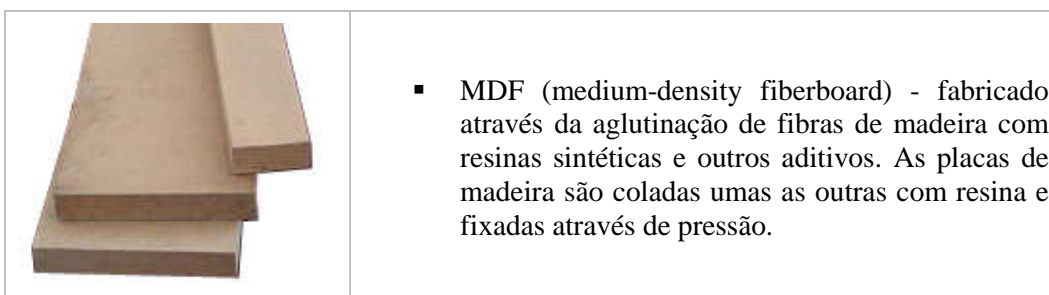 ▪ MDF (medium-density fiberboard) - fabricado
através da aglutinação de fibras de madeira com
resinas sintéticas e outros aditivos. As placas de
madeira são coladas umas as outras com resina e
fixadas através de pressão.